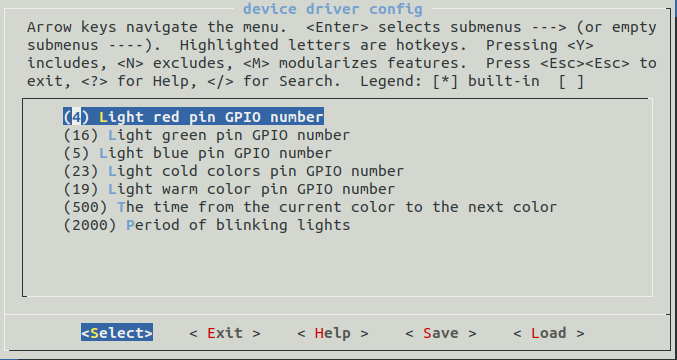 device driver config
Arrow keys navigate the menu.  <Enter> selects submenus ---> (or empty
submenus ----).  Highlighted letters are hotkeys.  Pressing <Y>
includes, <N> excludes, <M> modularizes features.  Press <Esc><Esc> to
exit, <?> for Help, </> for Search.  Legend: [*] built-in  [ ]
(4) Light red pin GPIO number
(16) Light green pin GPIO number
(5) Light blue pin GPIO number
(23) Light cold colors pin GPIO number
(19) Light warm color pin GPIO number
(500) The time from the current color to the next color
(2000) Period of blinking lights
<Select>    < Exit >    < Help >    < Save >    < Load >